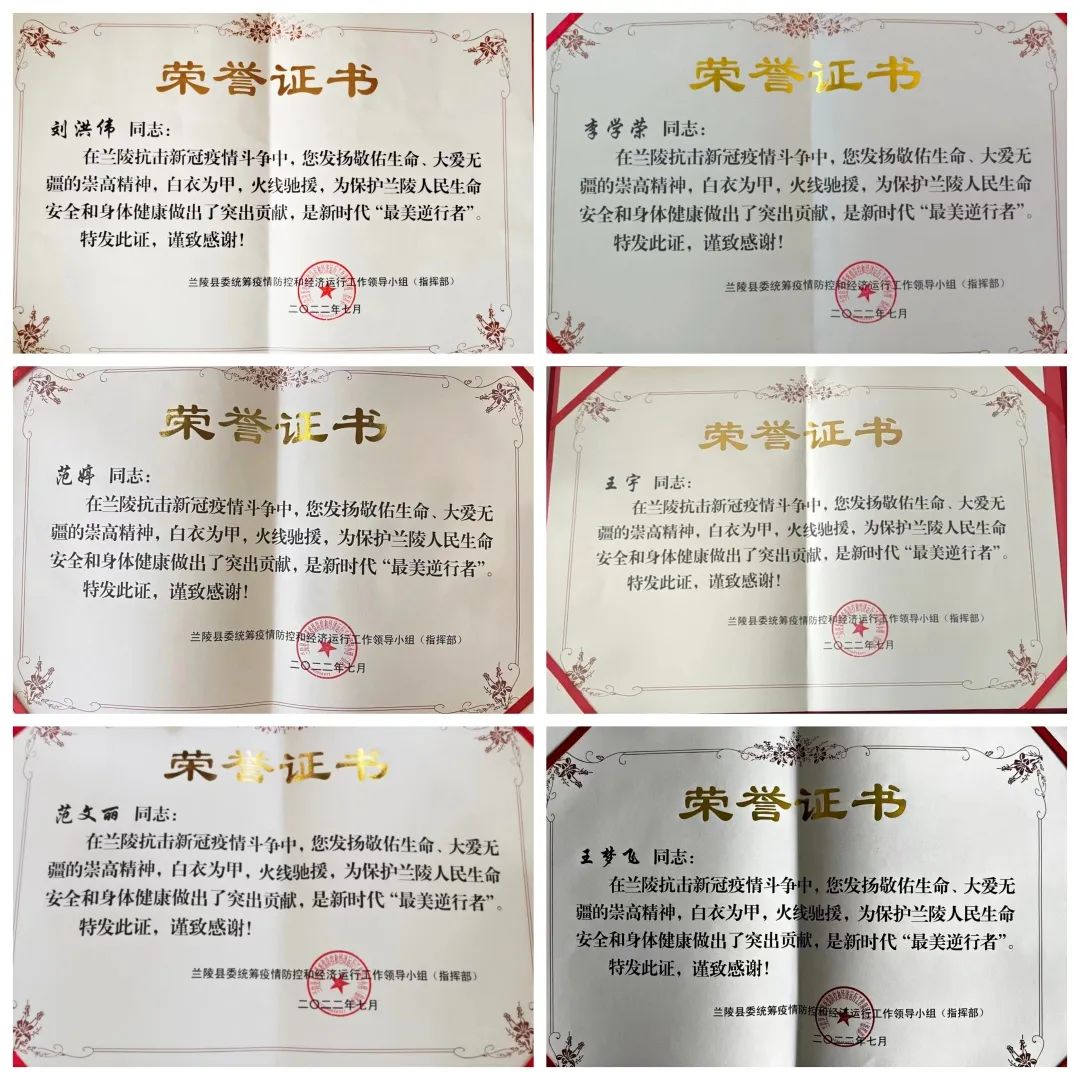 荣誉证书
刘洪伟 同志：
在兰陵抗击新冠疫情斗争中，您发扬敬佑生命、大爱无
疆的崇高精神，白衣为甲，火线驰援，为保护兰陵人民生命
安全和身体健康做出了突出贡献，是新时代“最美逆行者”。
特发此证，谨致感谢！
兰陵县委统筹疫情防控和经济运行工作领导小组（指挥部）
二〇二二年七月
荣誉证书
李学荣 同志：
在兰陵抗击新冠疫情斗争中，您发扬敬佑生命、大爱无
疆的崇高精神，白衣为甲，火线驰援，为保护兰陵人民生命
安全和身体健康做出了突出贡献，是新时代“最美逆行者”。
特发此证，谨致感谢！
兰陵县委统筹疫情防控和经济运行工作领导小组（指挥部）
二〇二二年七月
荣誉证书
范婷 同志：
在兰陵抗击新冠疫情斗争中，您发扬敬佑生命、大爱无
疆的崇高精神，白衣为甲，火线驰援，为保护兰陵人民生命
安全和身体健康做出了突出贡献，是新时代“最美逆行者”。
特发此证，谨致感谢！
兰陵县委统筹疫情防控和经济运行工作领导小组（指挥部）
二〇二二年七月
荣誉证书
王宇 同志：
在兰陵抗击新冠疫情斗争中，您发扬敬佑生命、大爱无
疆的崇高精神，白衣为甲，火线驰援，为保护兰陵人民生命
安全和身体健康做出了突出贡献，是新时代“最美逆行者”。
特发此证，谨致感谢！
兰陵县委统筹疫情防控和经济运行工作领导小组（指挥部）
二〇二二年七月
荣誉证书
范文丽 同志：
在兰陵抗击新冠疫情斗争中，您发扬敬佑生命、大爱无
疆的崇高精神，白衣为甲，火线驰援，为保护兰陵人民生命
安全和身体健康做出了突出贡献，是新时代“最美逆行者”。
特发此证，谨致感谢！
兰陵县委统筹疫情防控和经济运行工作领导小组（指挥部）
二〇二二年七月
荣誉证书
王梦飞 同志：
在兰陵抗击新冠疫情斗争中，您发扬敬佑生命、大爱无
疆的崇高精神，白衣为甲，火线驰援，为保护兰陵人民生命
安全和身体健康做出了突出贡献，是新时代“最美逆行者”。
特发此证，谨致感谢！
兰陵县委统筹疫情防控和经济运行工作领导小组（指挥部）
二〇二二年七月